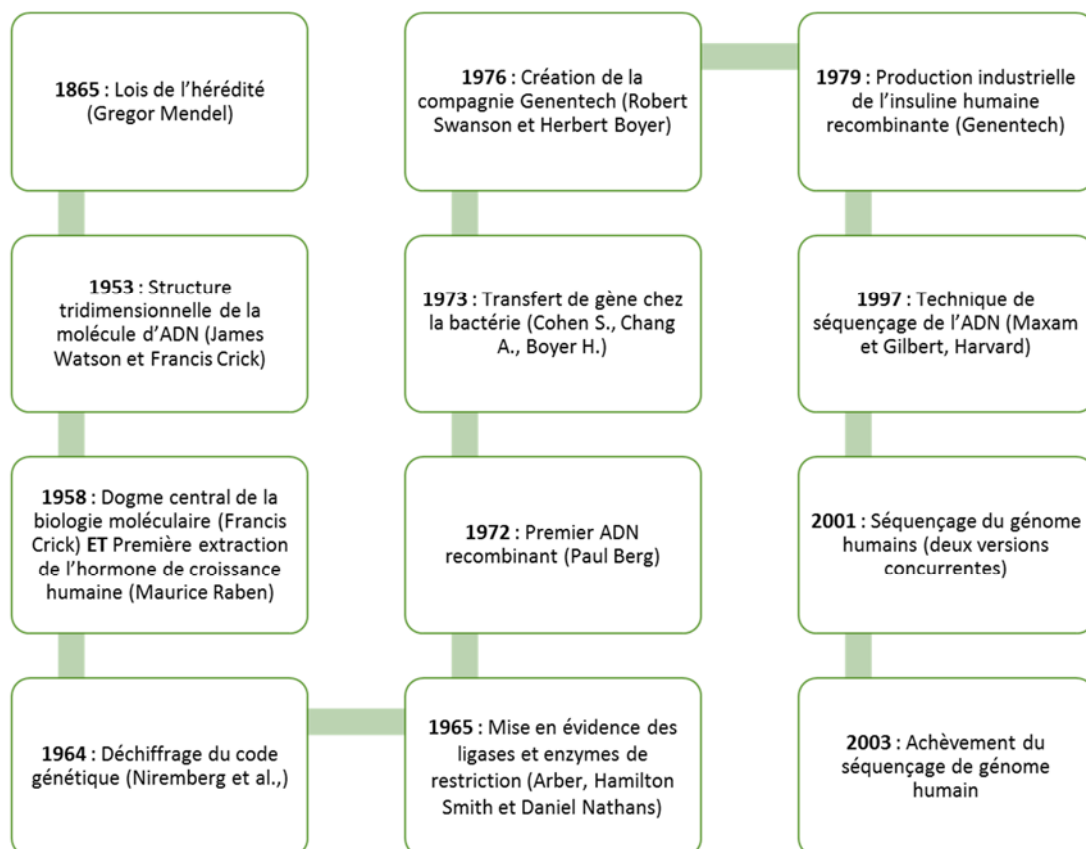 1865 : Lois de l’hérédité
(Gregor Mendel)
1953 : Structure
tridimensionnelle de la
molécule d’ADN (James
Watson et Francis Crick)
1958 : Dogme central de la
biologie moléculaire (Francis
Crick) ET Première extraction
de l’hormone de croissance
humaine (Maurice Raben)
1964 : Déchiffrage du code
génétique (Niremberg et al.,)
1965 : Mise en évidence des
ligases et enzymes de
restriction (Arber, Hamilton
Smith et Daniel Nathans)
1972 : Premier ADN
recombinant (Paul Berg)
1973 : Transfert de gène chez
la bactérie (Cohen S., Chang
A., Boyer H.)
1976 : Création de la
compagnie Genentech (Robert
Swanson et Herbert Boyer)
1979 : Production industrielle
de l’insuline humaine
recombinante (Genentech)
1997 : Technique de
séquençage de l’ADN (Maxam
et Gilbert, Harvard)
2001 : Séquençage du génome
humains (deux versions
concurrentes)
2003 : Achèvement du
séquençage de génome
humain